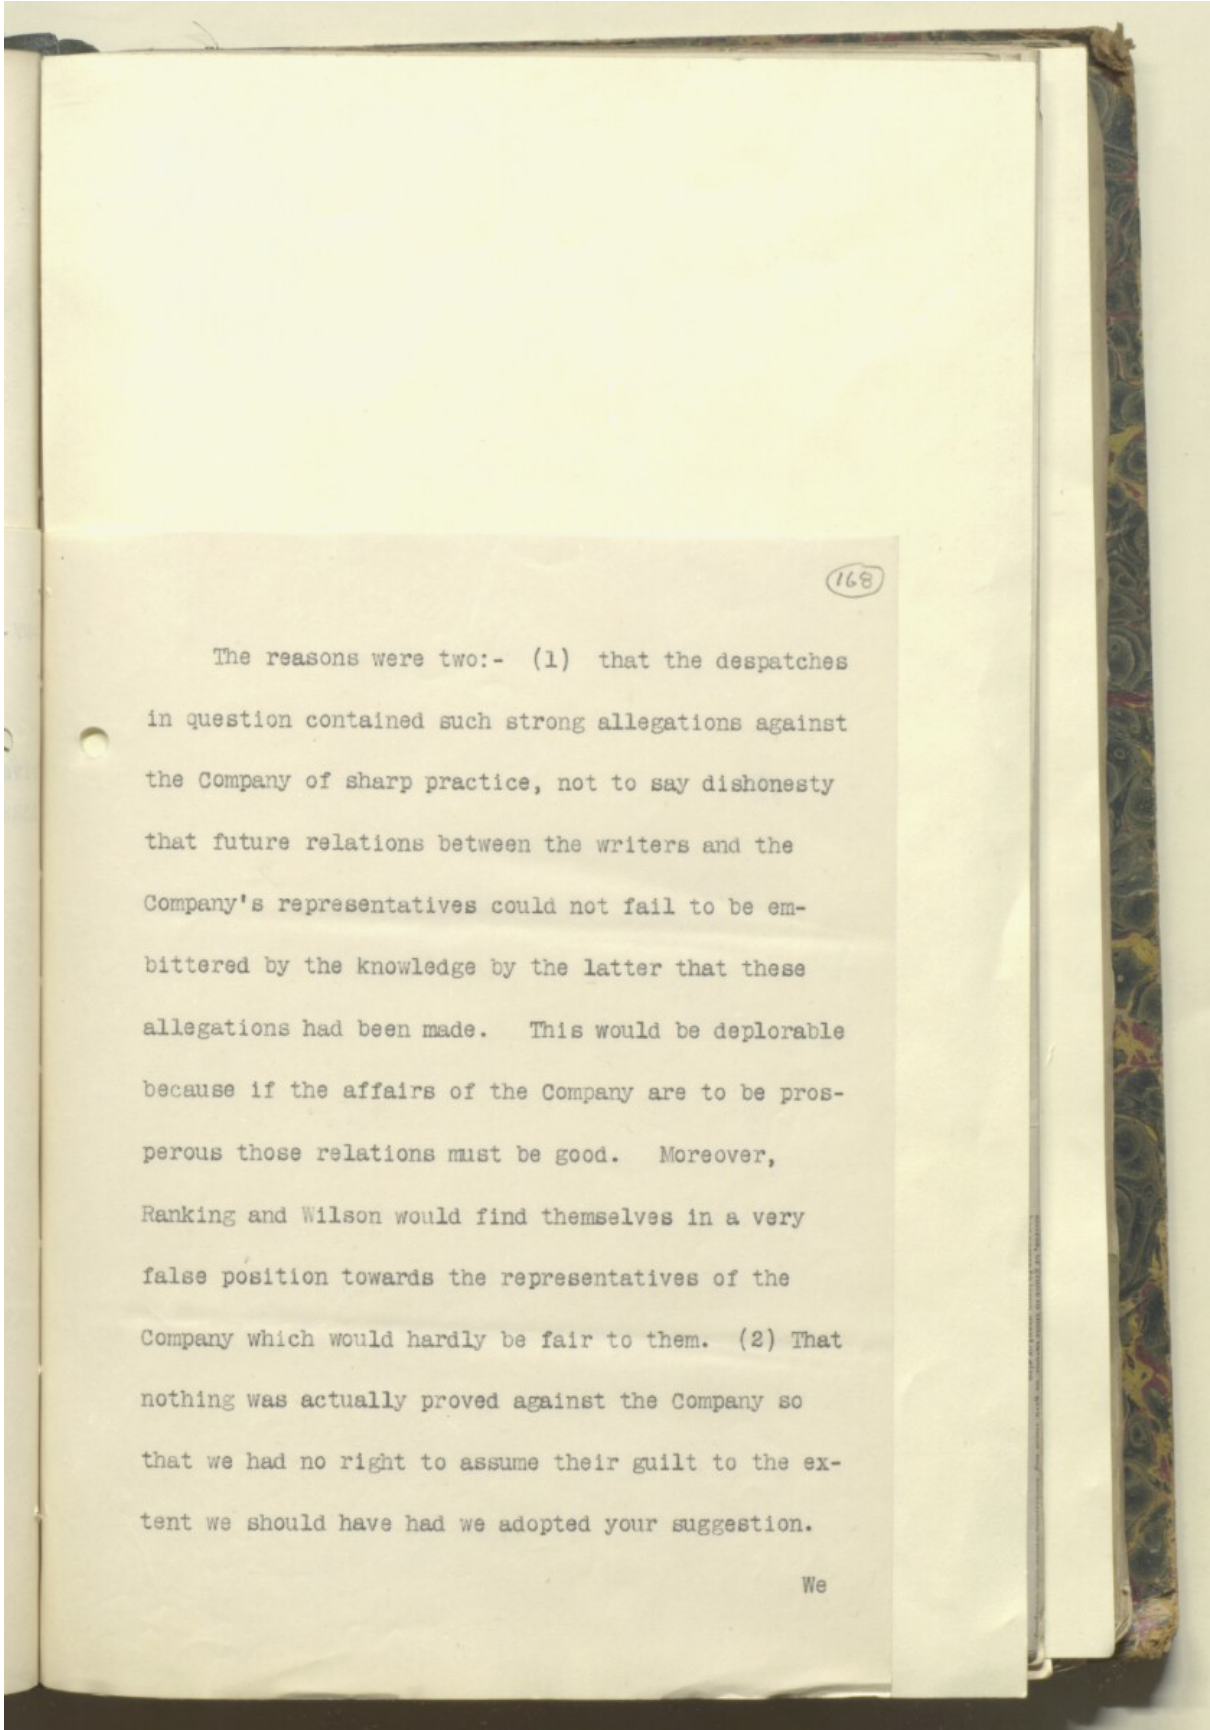 168
The reasons were two:- (1) that the despatches
in question contained such strong allegations against
the Company of sharp practice, not to say dishonesty
that future relations between the writers and the
Company's representatives could not fail to be em-
bittered by the knowledge by the latter that these
allegations had been made. This would be deplorable
because if the affairs of the Company are to be pros-
perous those relations must be good. Moreover,
Ranking and Wilson would find themselves in a very
false position towards the representatives of the
Company which would hardly be fair to them. (2) That
nothing was actually proved against the Company so
that we had no right to assume their guilt to the ex-
tent we should have had we adopted your suggestion.
We